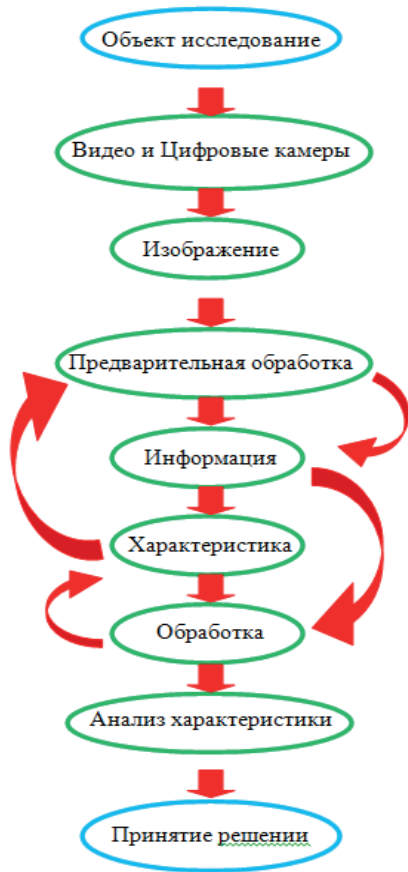 Объект исследование
Видео и Цифровые камеры
Изображение
Предварительная обработка
Информация
Характеристика
Обработка
Анализ характеристики
Принятие решении